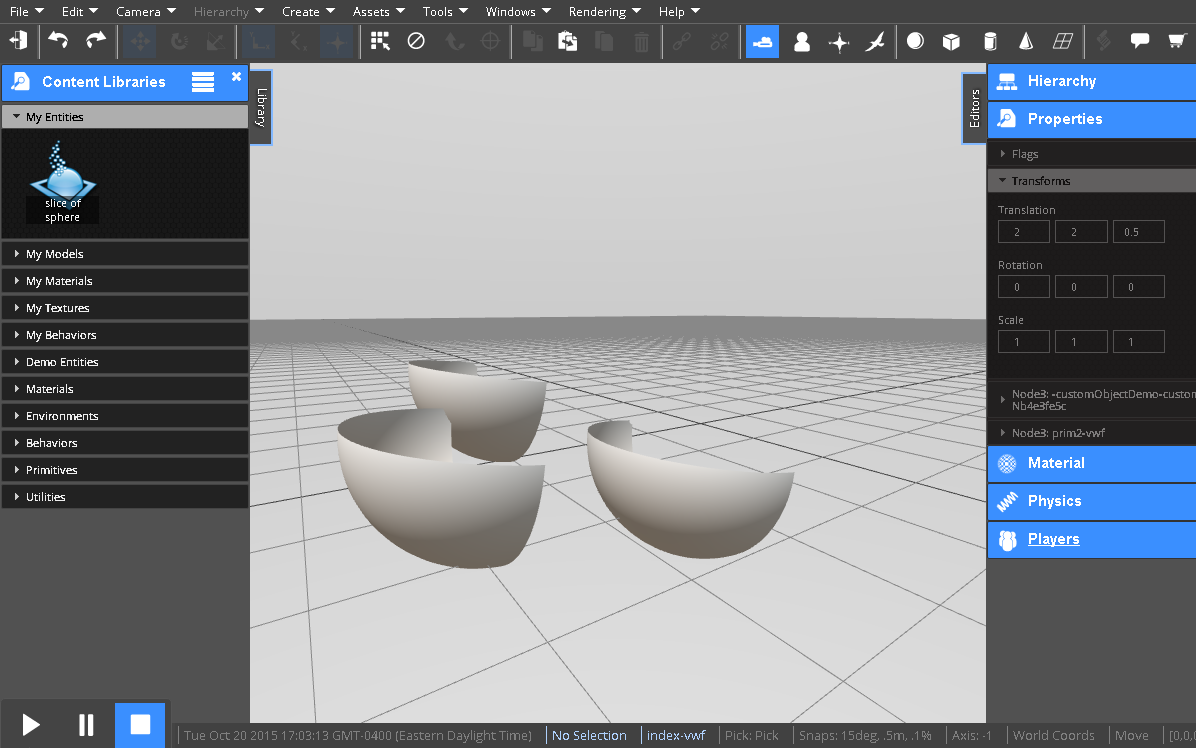 File Edit Camera Hierarchy Create Assets Tools Windows Rendering Help
Content Libraries
My Entities
slice of
sphere
My Models
My Materials
My Textures
My Behaviors
Demo Entities
Materials
Environments
Behaviors
Primitives
Utilities
Library
Editors
Hierarchy
Properties
Flags
Transforms
Translation
2 2 0.5
Rotation
0 0 0
Scale
1 1 1
Node3: -customObjectDemo-custom
Nb4e3fe5c
Node3: prim2-vwf
Material
Physics
Players
Tue Oct 20 2015 17:03:13 GMT-0400 (Eastern Daylight Time) No Selection index-vwf Pick: Pick Snaps: 15deg, .5m, .1% Axis: -1 World Coords Move [0,0,0